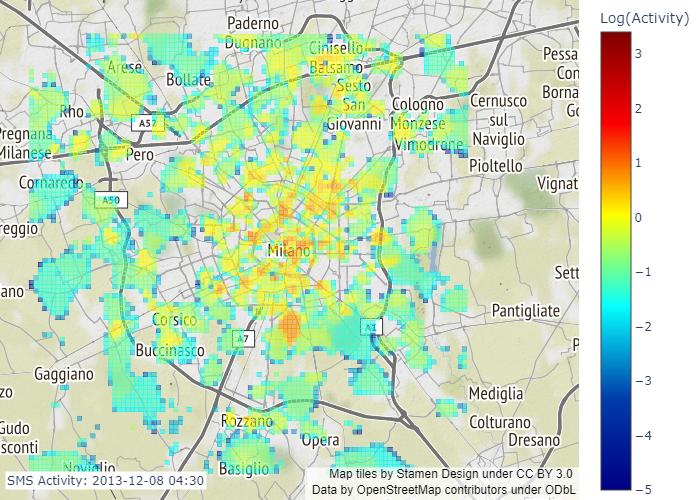 Paderno
Dugnano
Log(Activity)
Cinisello
Balsamo
Arese
Bollate
Sesto
San
Giovanni
Pessa
Con
Borna
Go
Rho
A52
Cologno
Monzese
Cernusco
sul
Naviglio
Pregnana
Milanese
Pero
Vimodrone
Pioltello
Cornaredo
A50
Vignat
reggio
Milano
Sett
ano
Pantigliate
Corsico
A1
A7
Buccinasco
P
Gaggiano
zo
Mediglia
Gudo
sconti
Rozzano
Opera
Colturano
Dresano
Noviglio
Basiglio
SMS Activity: 2013-12-08 04:30
Map tiles by Stamen Design under CC BY 3.0
Data by OpenStreetMap contributors under ODbL
3
2
1
0
−1
−2
−3
−4
−5